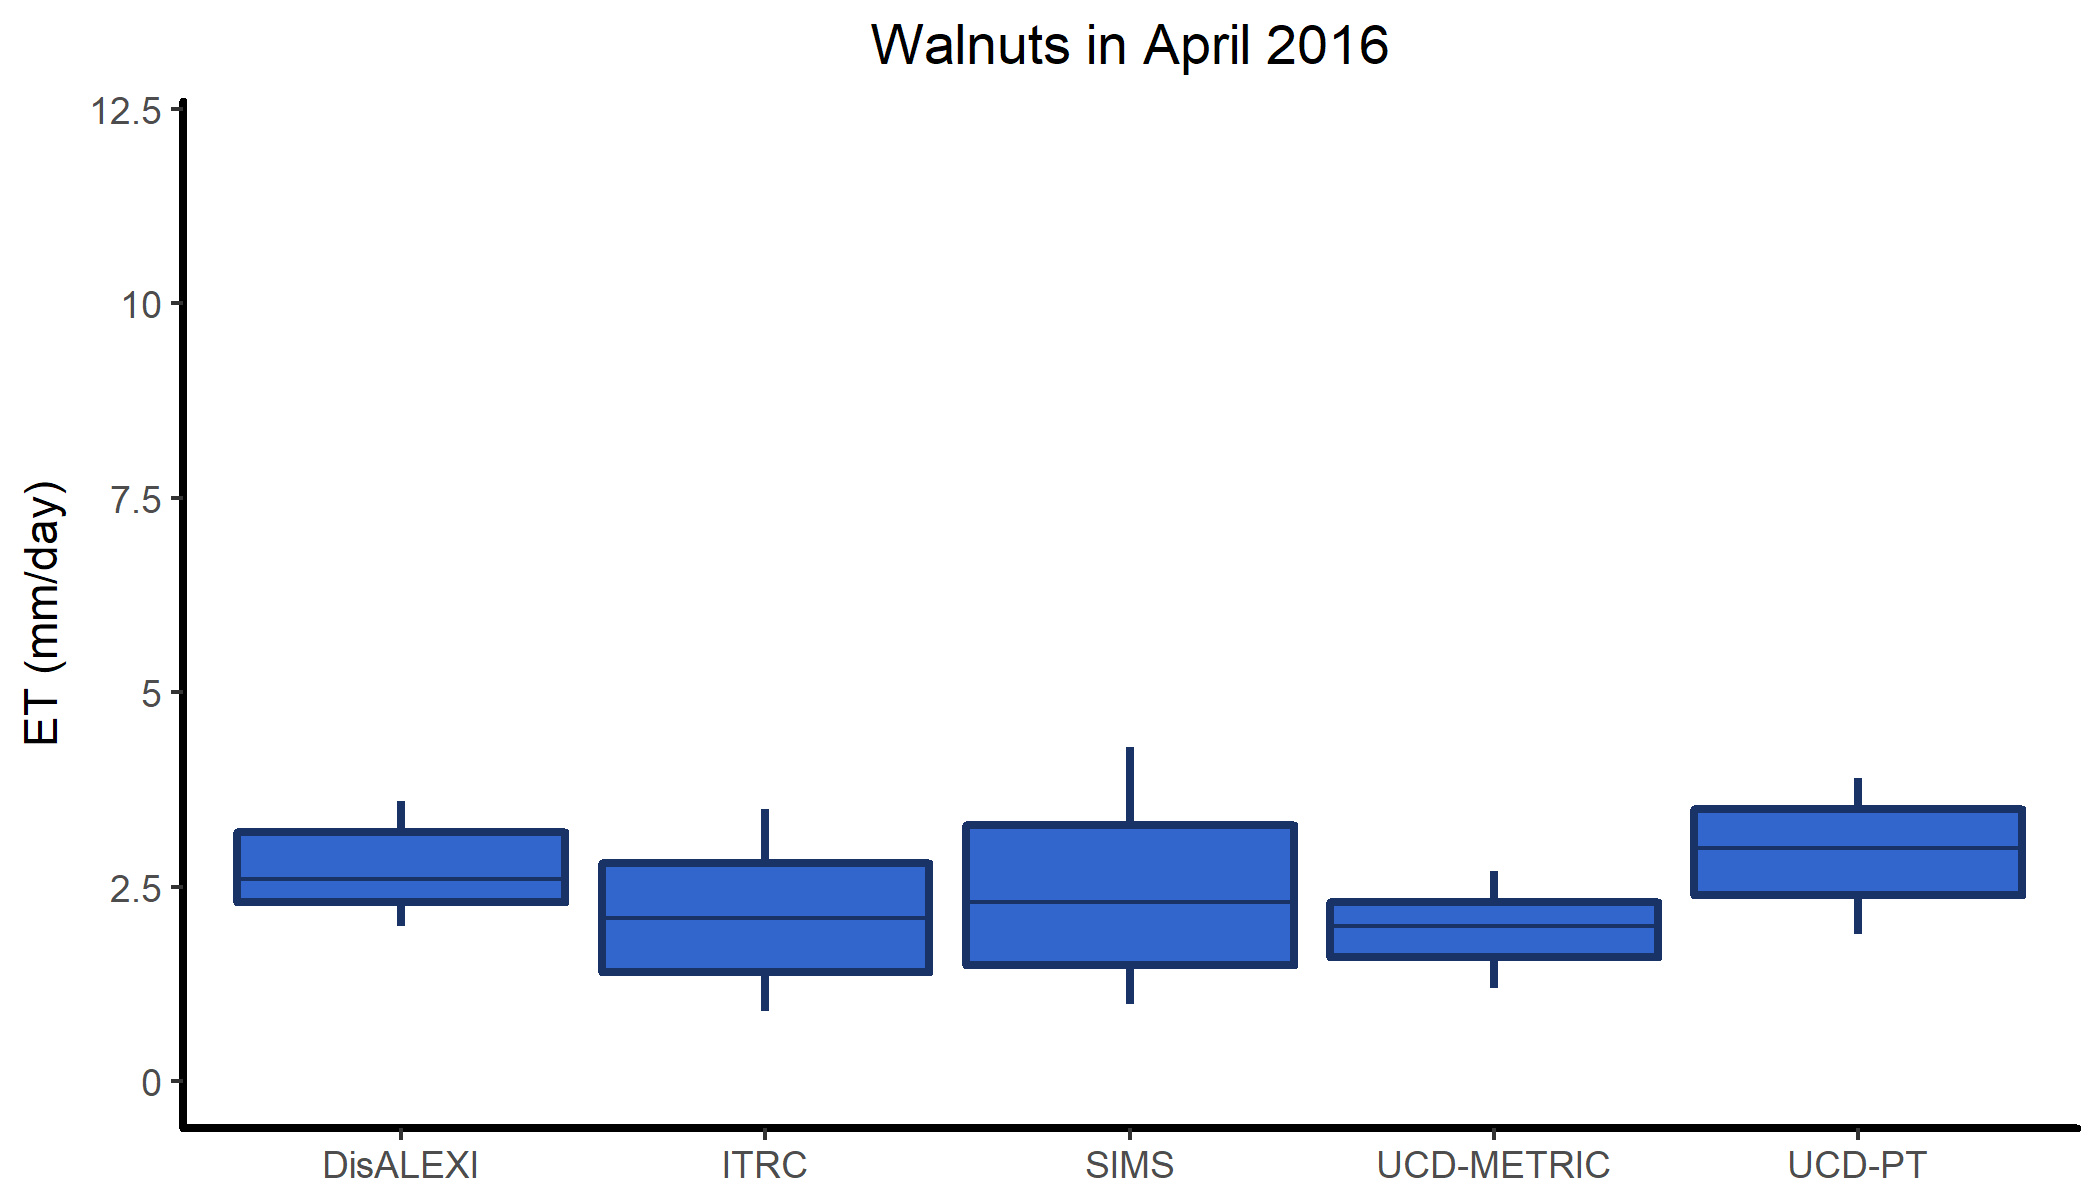 Walnuts in April 2016
12.5
10
7.5
5
2.5
0
ET (mm/day)
DisALEXI ITRC SIMS UCD-METRIC UCD-PT